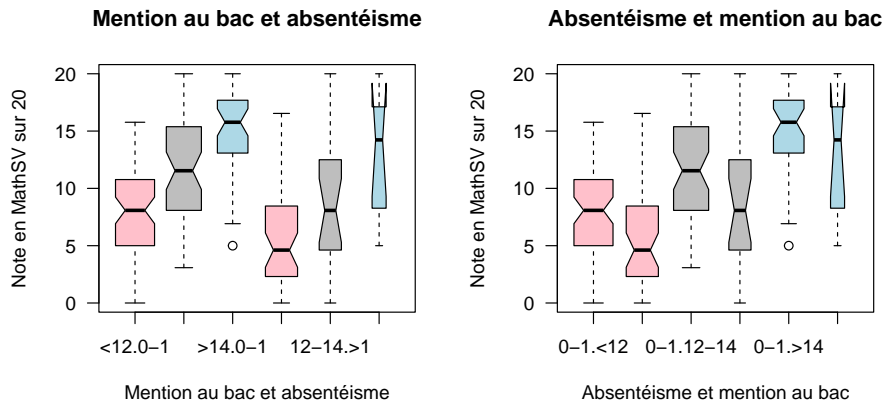 Mention au bac et absentéisme
Note en MathSV sur 20
20
15
10
5
0
<12.0−1 >14.0−1 12−14.>1
Mention au bac et absentéisme
Absentéisme et mention au bac
Note en MathSV sur 20
20
15
10
5
0
0−1.<12 0−1.12−14 0−1.>14
Absentéisme et mention au bac